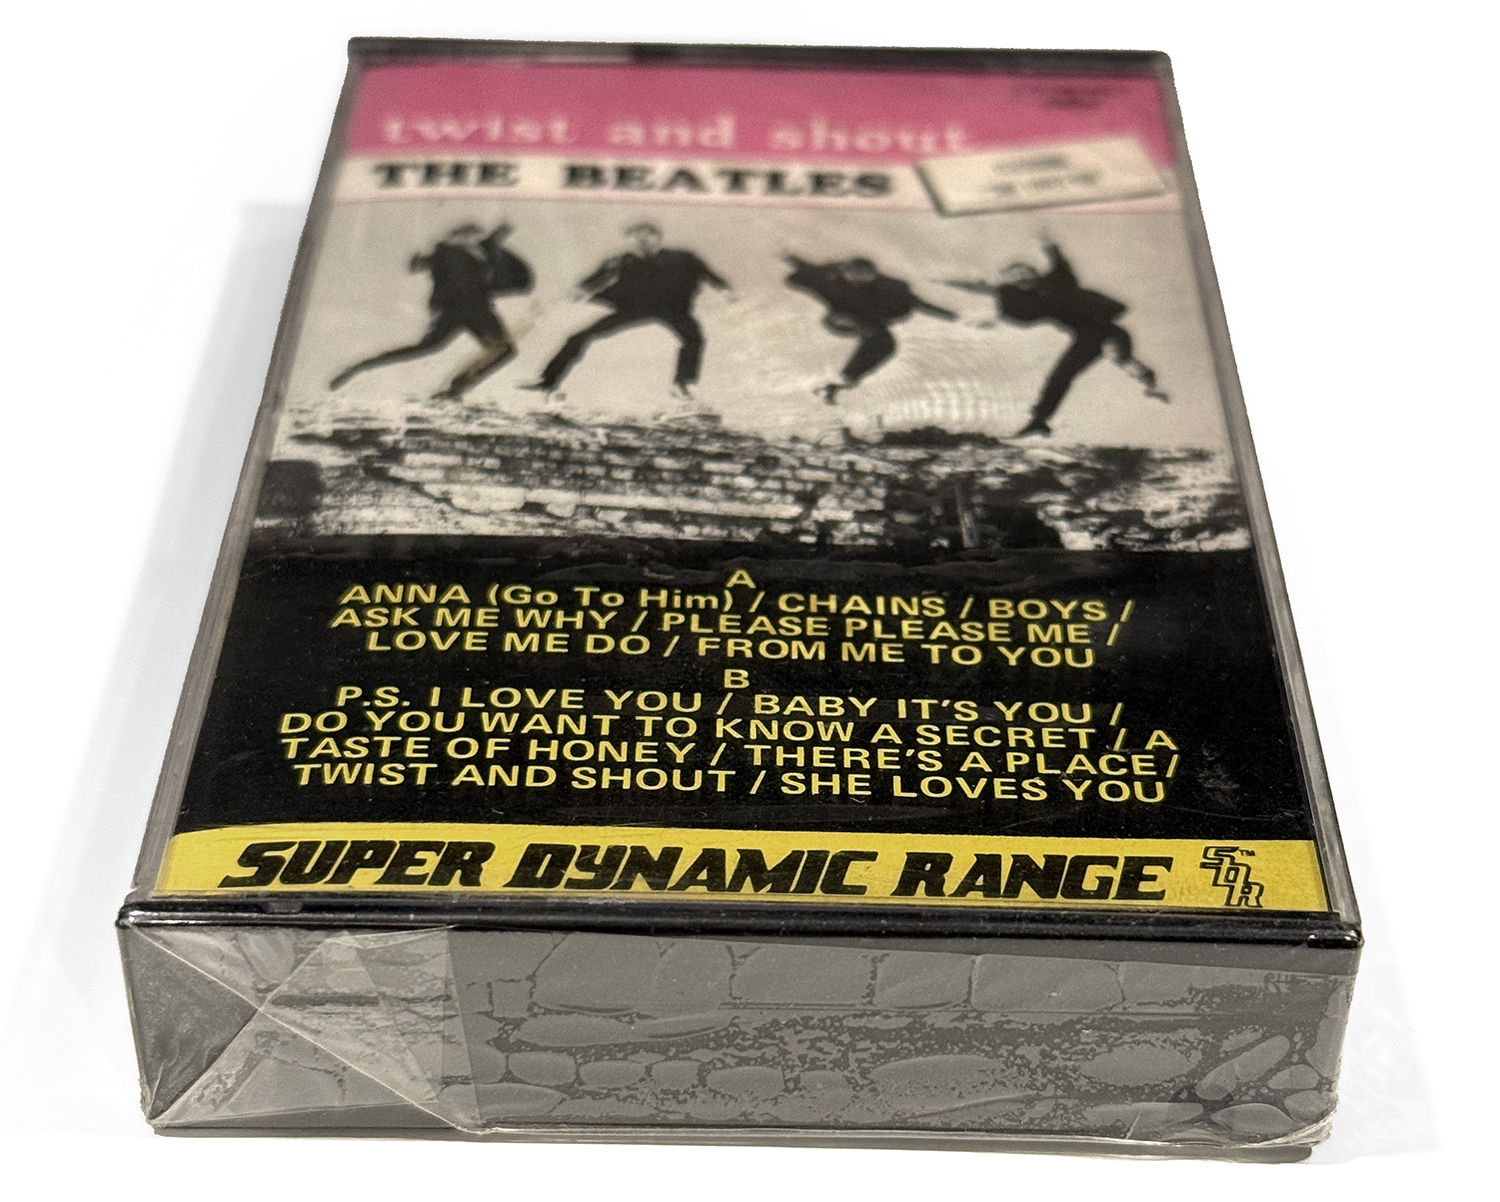 twist and shout
THE BEATLES
A
ANNA (Go To Him) / CHAINS / BOYS /
ASK ME WHY / PLEASE PLEASE ME /
LOVE ME DO / FROM ME TO YOU
B
P.S. I LOVE YOU / BABY IT'S YOU /
DO YOU WANT TO KNOW A SECRET / A
TASTE OF HONEY / THERE'S A PLACE /
TWIST AND SHOUT / SHE LOVES YOU
SUPER DYNAMIC RANGE SDR™